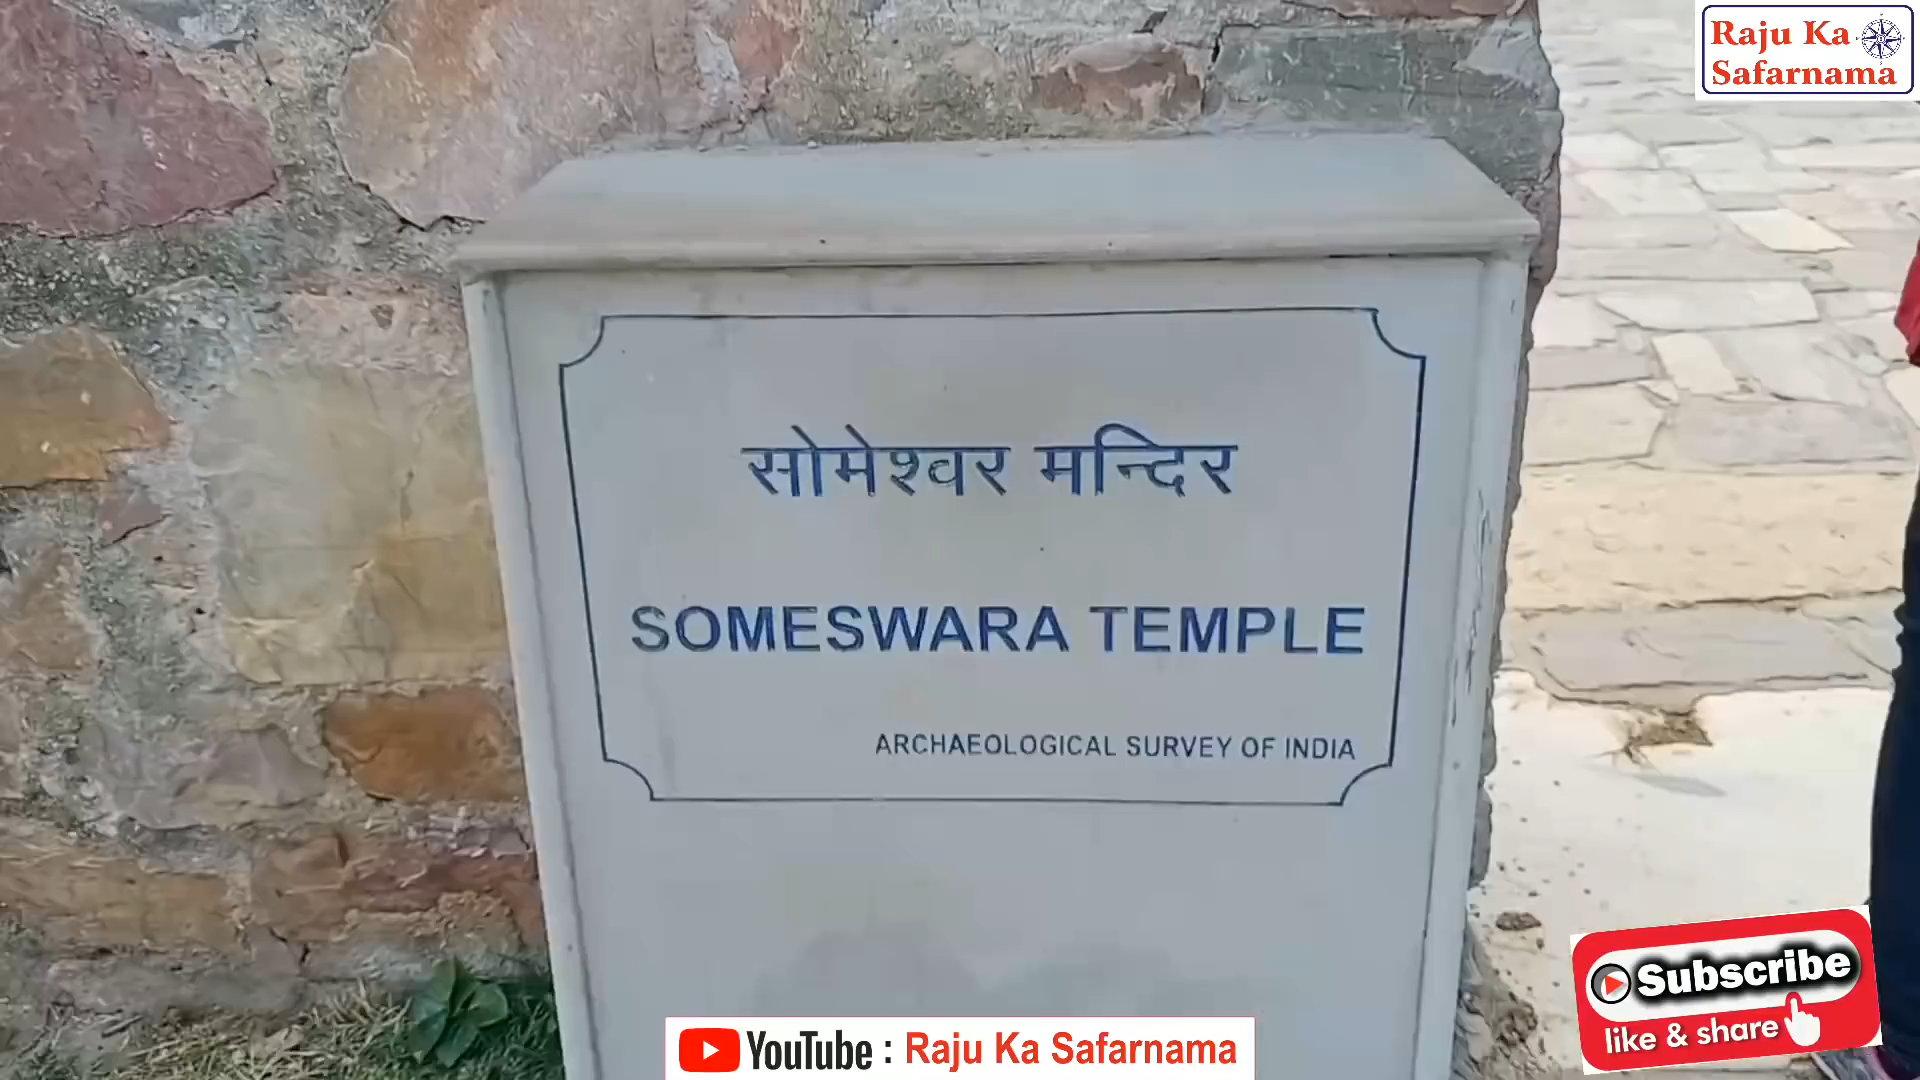 Raju Ka
Safarnama
सोमेश्वर मन्दिर
SOMESWARA TEMPLE
ARCHAEOLOGICAL SURVEY OF INDIA
Subscribe
like & share
YouTube : Raju Ka Safarnama